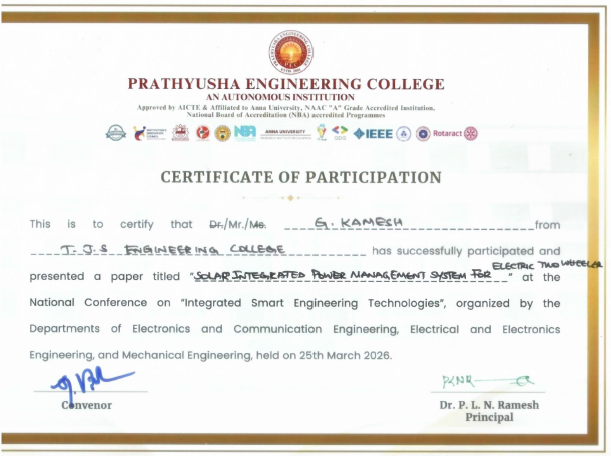 PRATHYUSHA ENGINEERING COLLEGE
AN AUTONOMOUS INSTITUTION
Approved by AICTE & Affiliated to Anna University, NAAC "A" Grade Accredited Institution,
National Board of Accreditation (NBA) accredited Programmes
NBA ANNA UNIVERSITY IEEE Rotaract
CERTIFICATE OF PARTICIPATION
This is to certify that Dr./Mr./Ms. G. KAMESH from
T. J. S ENGINEERING COLLEGE has successfully participated and
presented a paper titled "SOLAR INTEGRATED POWER MANAGEMENT SYSTEM FOR ELECTRIC TWO WHEELER" at the
National Conference on "Integrated Smart Engineering Technologies", organized by the
Departments of Electronics and Communication Engineering, Electrical and Electronics
Engineering, and Mechanical Engineering, held on 25th March 2026.
Convenor
Dr. P. L. N. Ramesh
Principal